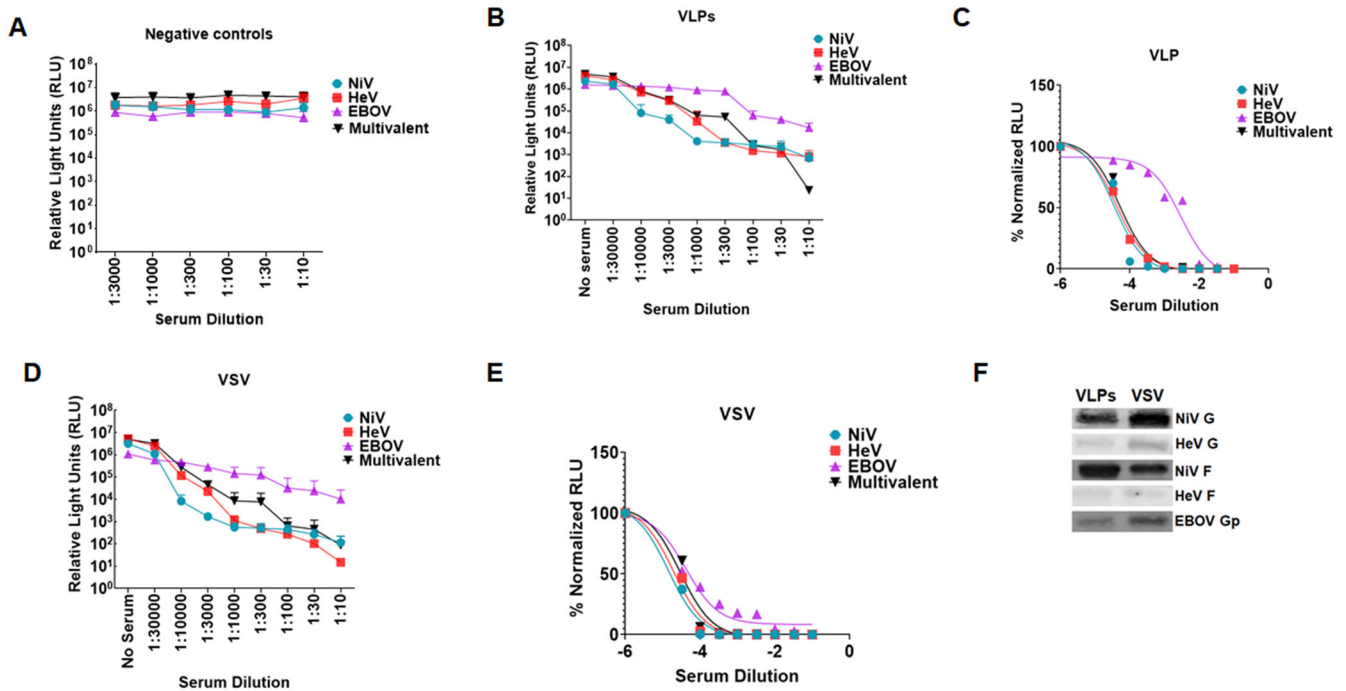 A
Negative controls
Relative Light Units (RLU)
10⁸
10⁷
10⁶
10⁵
10⁴
10³
10²
10¹
10⁰
1:30000
1:1000
1:300
1:100
1:30
1:10
Serum Dilution
NiV
HeV
EBOV
Multivalent
B
VLPs
Relative Light Units (RLU)
10⁸
10⁷
10⁶
10⁵
10⁴
10³
10²
10¹
10⁰
No serum
1:30000
1:10000
1:3000
1:1000
1:300
1:100
1:30
1:10
Serum Dilution
NiV
HeV
EBOV
Multivalent
C
VLP
% Normalized RLU
150
100
50
0
-6
-4
-2
0
Serum Dilution
NiV
HeV
EBOV
Multivalent
D
VSV
Relative Light Units (RLU)
10⁸
10⁷
10⁶
10⁵
10⁴
10³
10²
10¹
10⁰
No Serum
1:30000
1:10000
1:3000
1:1000
1:300
1:100
1:30
1:10
Serum Dilution
NiV
HeV
EBOV
Multivalent
E
VSV
% Normalized RLU
150
100
50
0
-6
-4
-2
0
Serum Dilution
NiV
HeV
EBOV
Multivalent
F
VLPs VSV
NiV G
HeV G
NiV F
HeV F
EBOV Gp